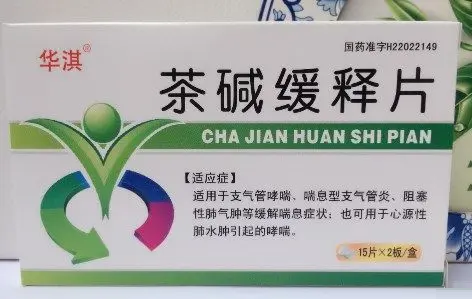 华淇®
国药准字H22022149
茶碱缓释片
CHA JIAN HUAN SHI PIAN
【适应症】
适用于支气管哮喘、喘息型支气管炎、阻塞
性肺气肿等缓解喘息症状；也可用于心源性
肺水肿引起的哮喘。
15片×2板/盒